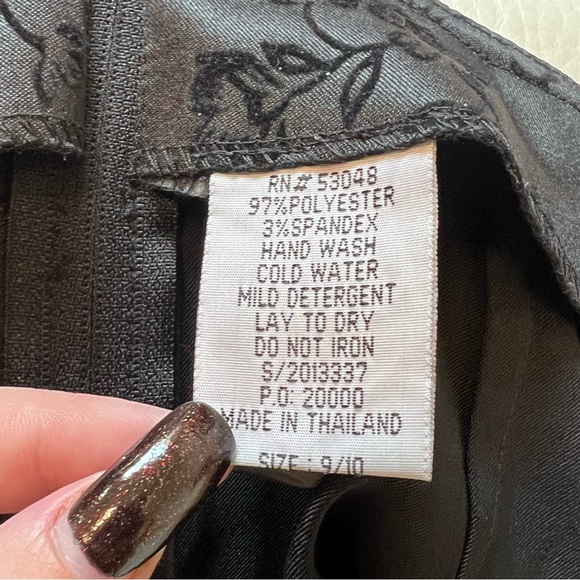 RN# 53048
97%POLYESTER
3%SPANDEX
HAND WASH
COLD WATER
MILD DETERGENT
LAY TO DRY
DO NOT IRON
S/2013337
P.O: 20000
MADE IN THAILAND
SIZE : 9/10